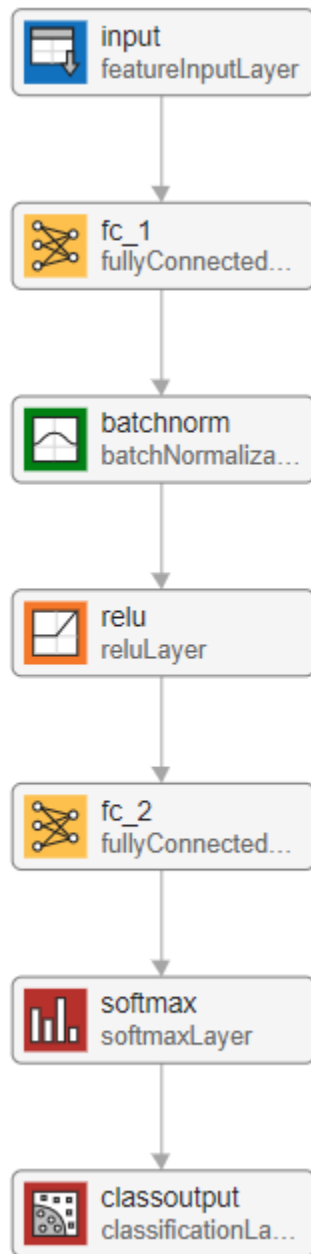 input
featureInputLayer
fc_1
fullyConnected...
batchnorm
batchNormaliza...
relu
reluLayer
fc_2
fullyConnected...
softmax
softmaxLayer
classoutput
classificationLa...